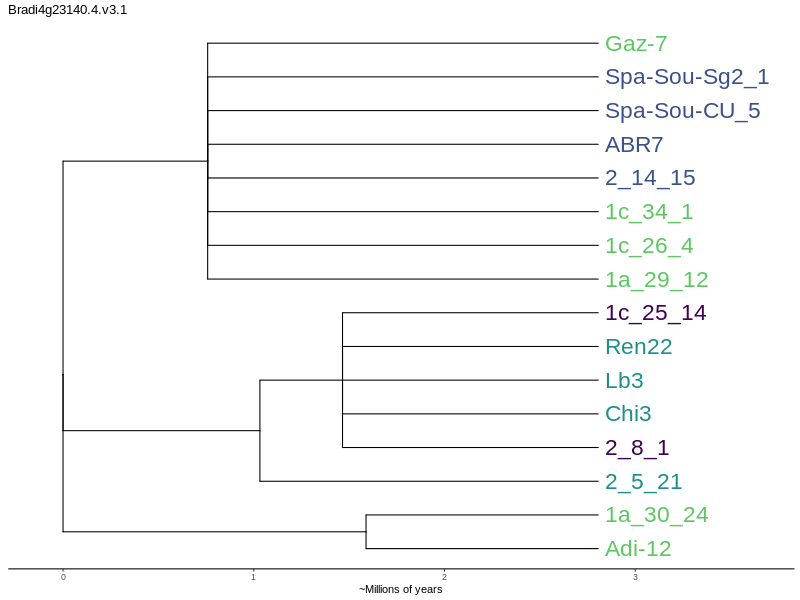 Bradi4g23140.4.v3.1
Gaz-7
Spa-Sou-Sg2_1
Spa-Sou-CU_5
ABR7
2_14_15
1c_34_1
1c_26_4
1a_29_12
1c_25_14
Ren22
Lb3
Chi3
2_8_1
2_5_21
1a_30_24
Adi-12
0 1 2 3
~Millions of years